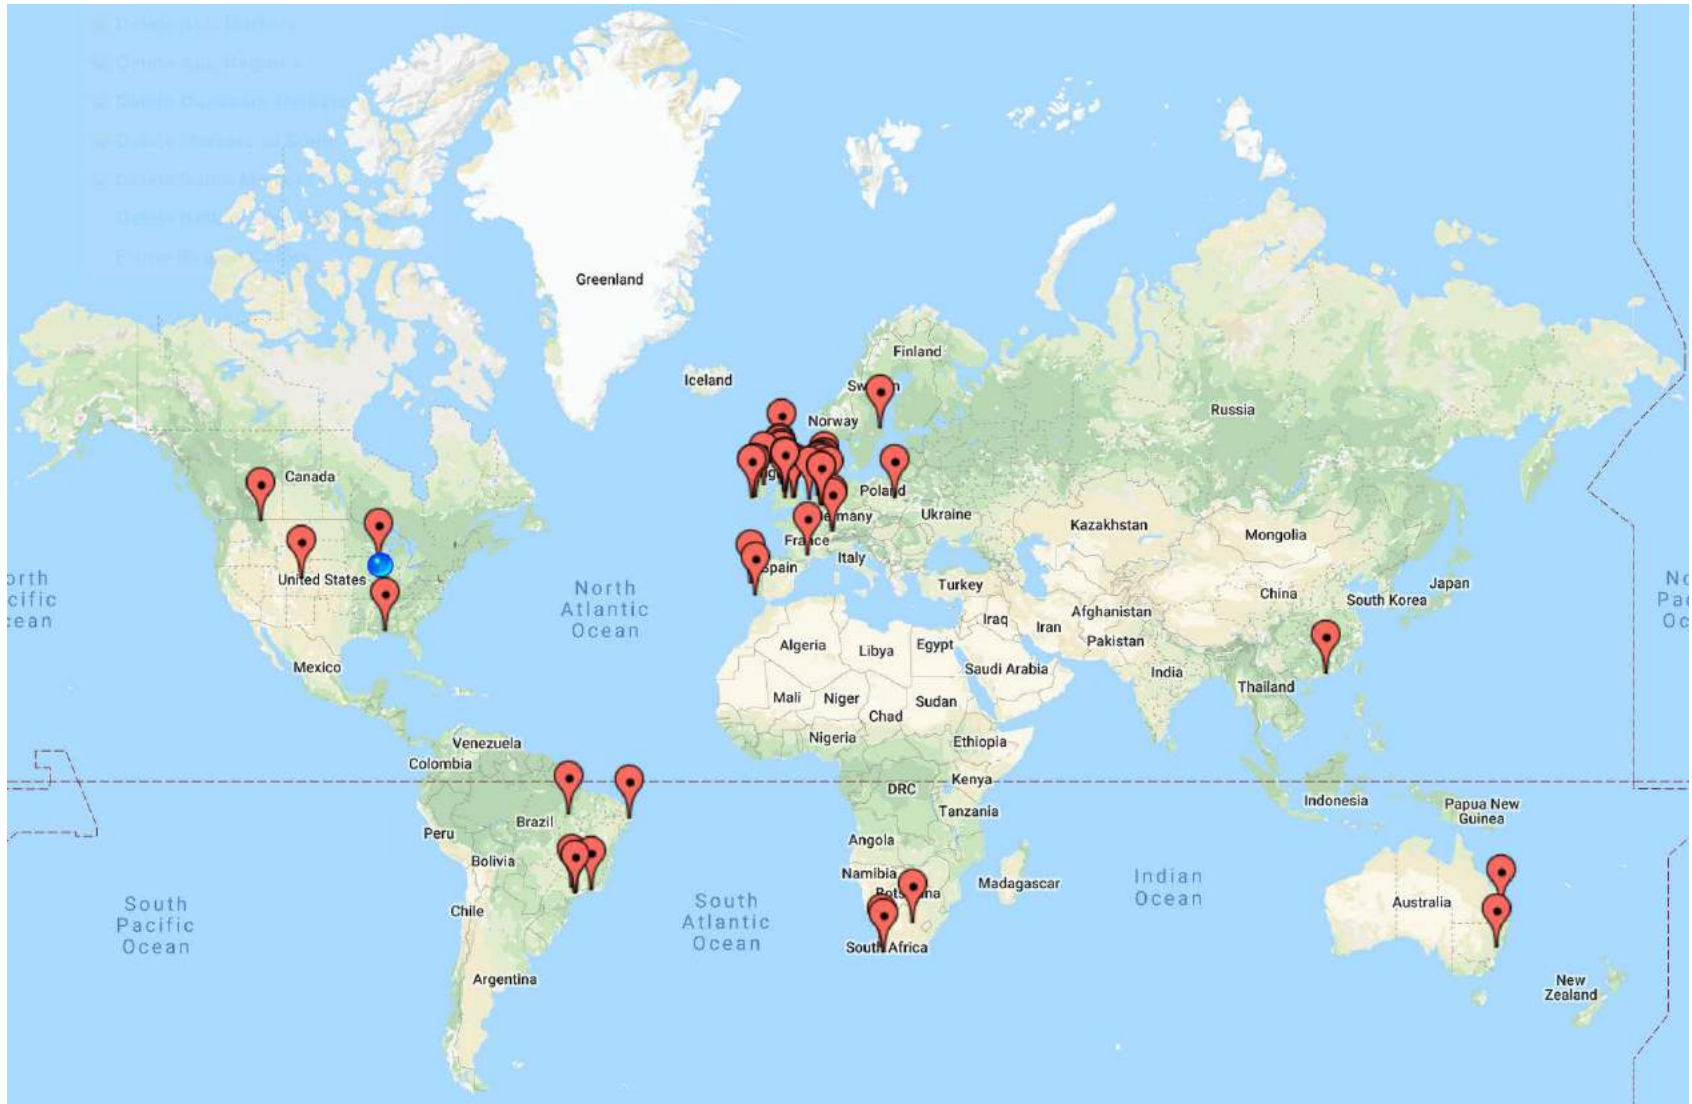 Greenland
Iceland
Finland
Norway
Russia
Canada
Poland
Ukraine
Kazakhstan
Mongolia
France
Italy
Spain
United States
Turkey
China
Japan
South Korea
North
Atlantic
Ocean
Afghanistan
Iraq
Iran
Pakistan
Algeria
Libya
Egypt
Saudi Arabia
India
Thailand
Mexico
Mali
Niger
Chad
Sudan
Nigeria
Ethiopia
Venezuela
Colombia
Kenya
DRC
Tanzania
Indonesia
Papua New
Guinea
Brazil
Peru
Angola
Bolivia
Namibia
Madagascar
Indian
Ocean
Australia
South
Pacific
Ocean
South
Atlantic
Ocean
Chile
South Africa
Argentina
New
Zealand